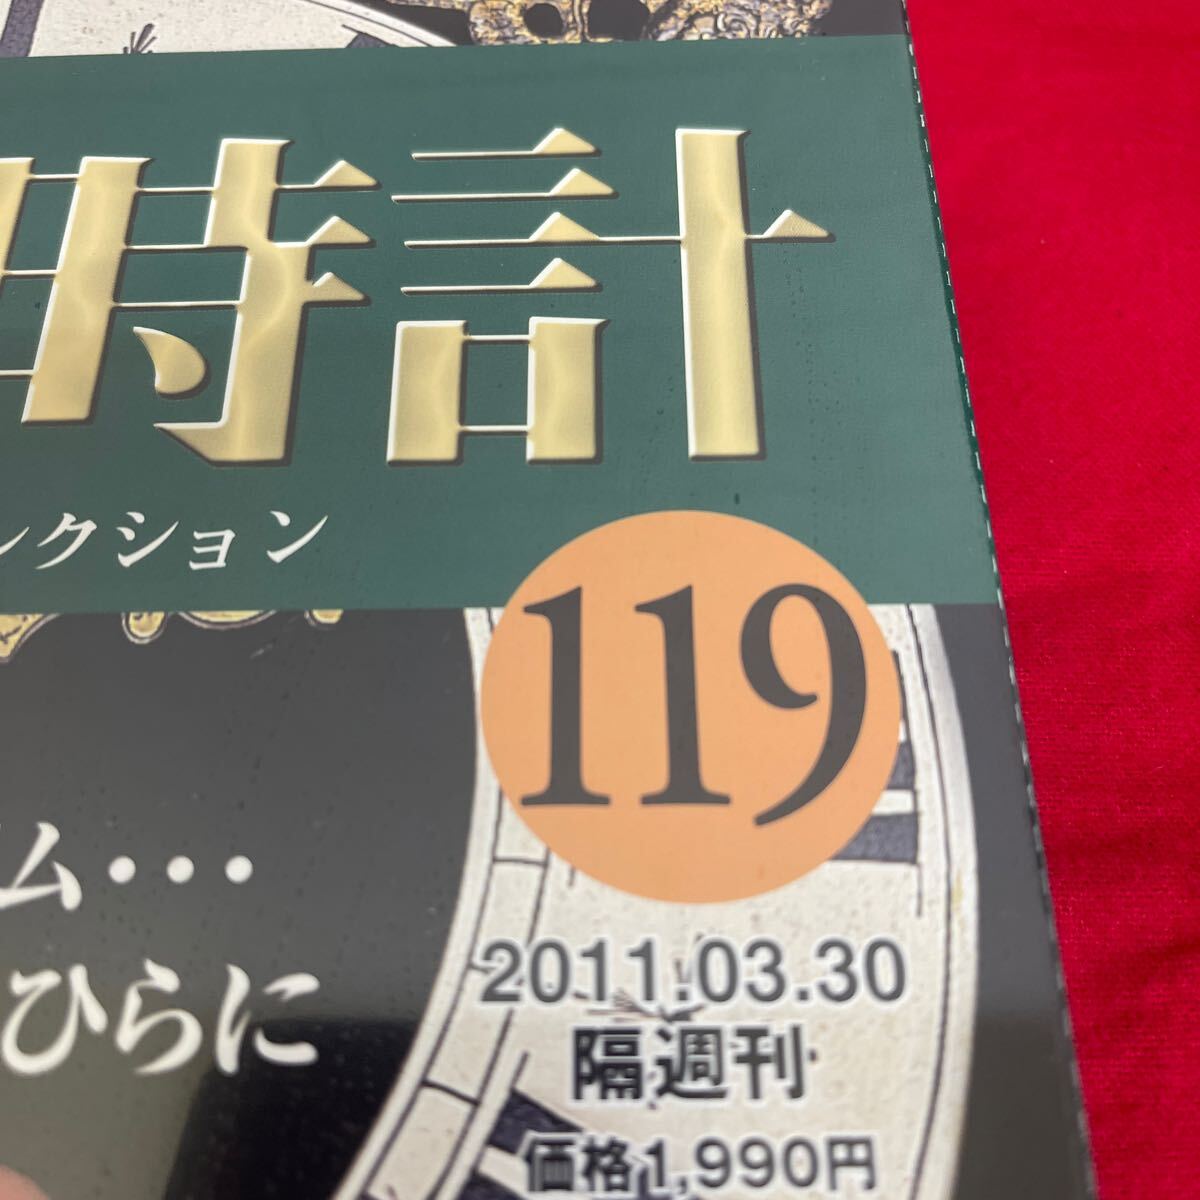 時計
レクション
119
ム・・・
ひらに
2011.03.30
隔週刊
価格1,990円